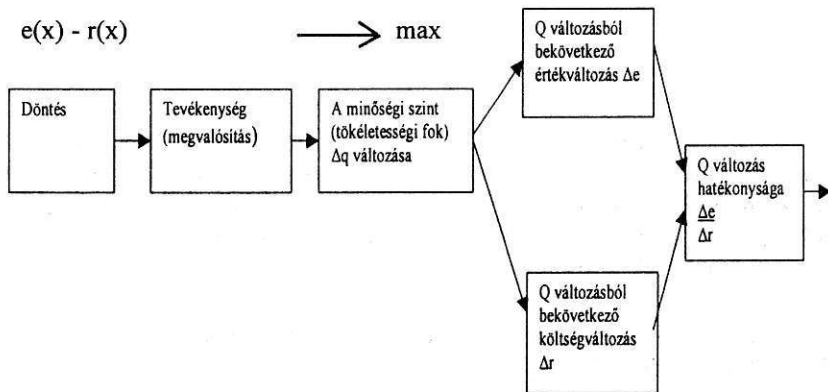 e(x) - r(x) ⟶ max
Döntés
Tevékenység
(megvalósítás)
A minőségi szint
(tökéletességi fok)
Δq változása
Q változásból
bekövetkező
értékváltozás Δe
Q változásból
bekövetkező
költségváltozás
Δr
Q változás
hatékonysága
Δe
Δr